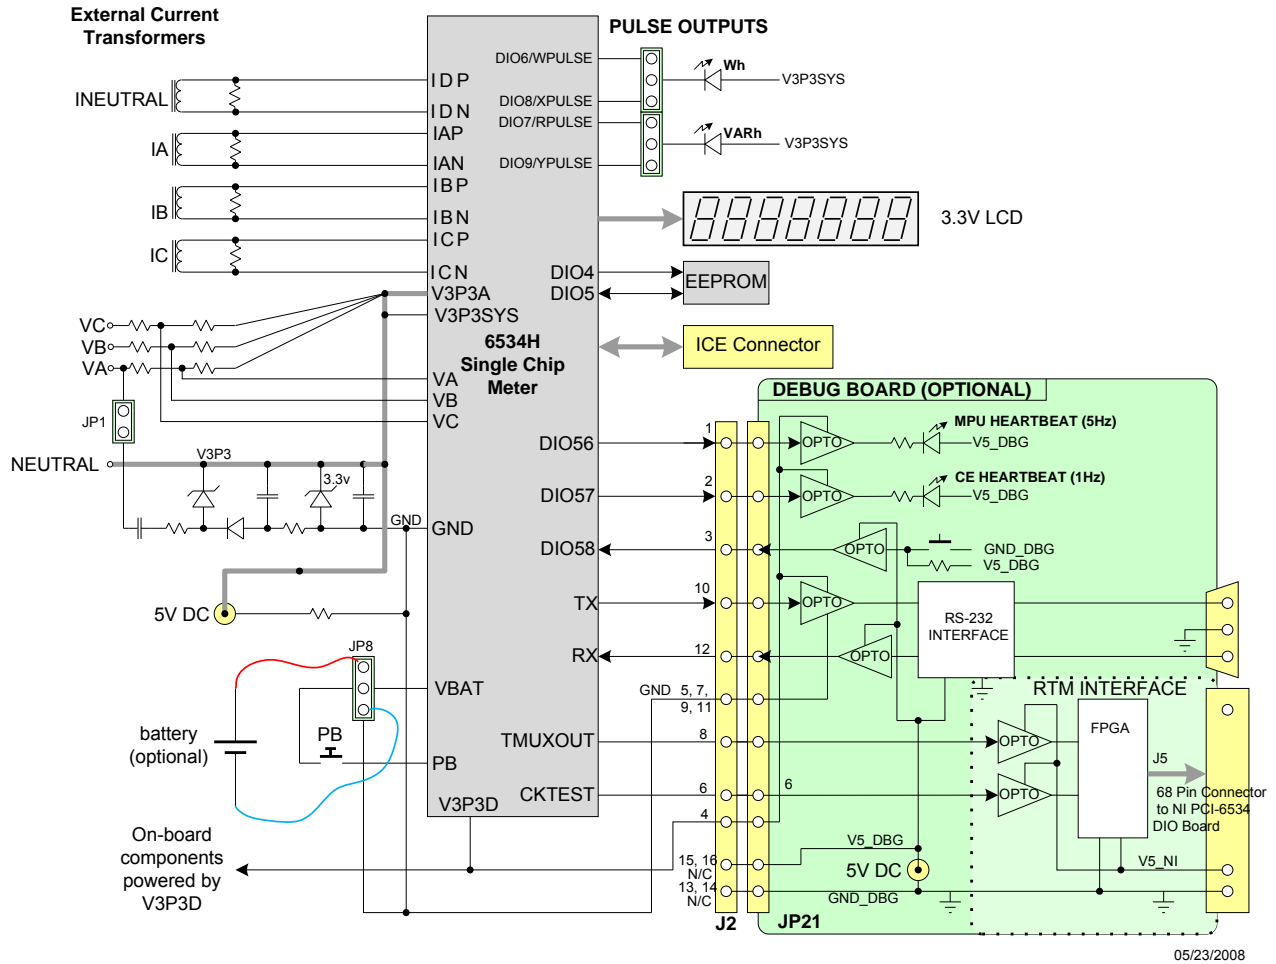 External Current
Transformers
PULSE OUTPUTS
INEUTRAL
IA
IB
IC
IDP
IDN
IAP
IAN
IBP
IBN
ICP
ICN
V3P3A
V3P3SYS
6534H
Single Chip
Meter
VA
VB
VC
GND
VBAT
PB
V3P3D
DIO6/WPULSE
DIO8/XPULSE
DIO7/RPULSE
DIO9/YPULSE
Wh
V3P3SYS
VARh
V3P3SYS
3.3V LCD
DIO4
DIO5
EEPROM
ICE Connector
VC
VB
VA
JP1
NEUTRAL
V3P3
3.3v
GND
5V DC
JP8
battery
(optional)
PB
On-board
components
powered by
V3P3D
DIO56
DIO57
DIO58
TX
RX
TMUXOUT
CKTEST
1
2
3
10
12
GND 5, 7,
9, 11
8
6
4
15, 16
N/C
13, 14
N/C
J2
JP21
DEBUG BOARD (OPTIONAL)
OPTO
MPU HEARTBEAT (5Hz)
V5_DBG
OPTO
CE HEARTBEAT (1Hz)
V5_DBG
OPTO
GND_DBG
V5_DBG
OPTO
RS-232
INTERFACE
OPTO
RTM INTERFACE
OPTO
FPGA
J5
OPTO
6
68 Pin Connector
to NI PCI-6534
DIO Board
V5_DBG
5V DC
V5_NI
GND_DBG
05/23/2008